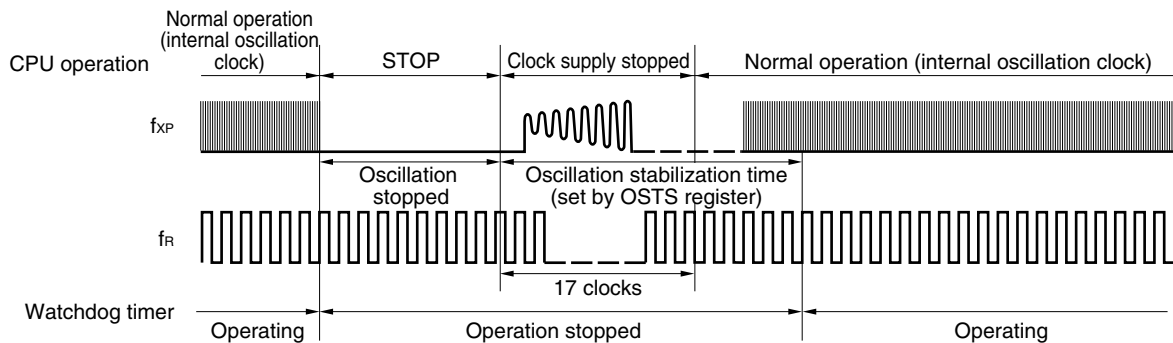 Normal operation
(internal oscillation
clock)
CPU operation
STOP
Clock supply stopped
Normal operation (internal oscillation clock)
fXP
Oscillation
stopped
Oscillation stabilization time
(set by OSTS register)
fR
17 clocks
Watchdog timer
Operating
Operation stopped
Operating